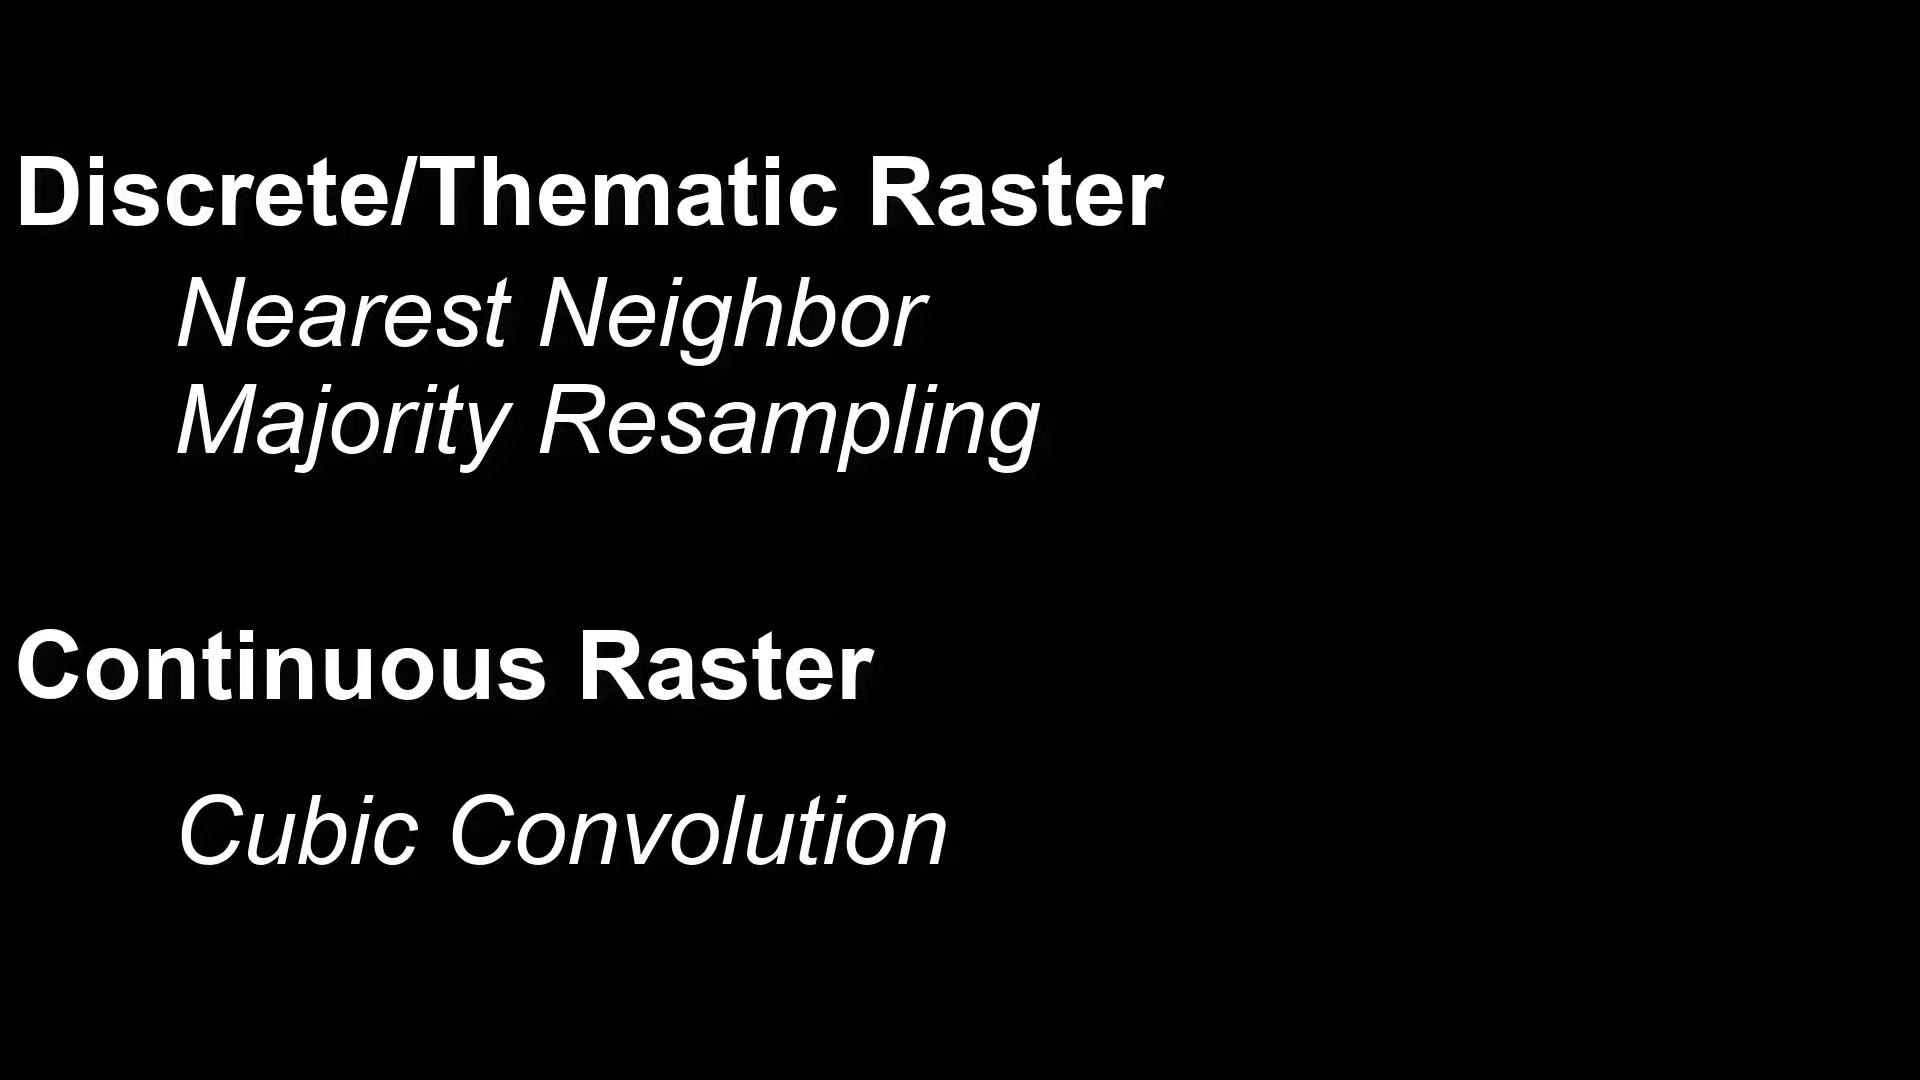 Discrete/Thematic Raster
Nearest Neighbor
Majority Resampling
Continuous Raster
Cubic Convolution